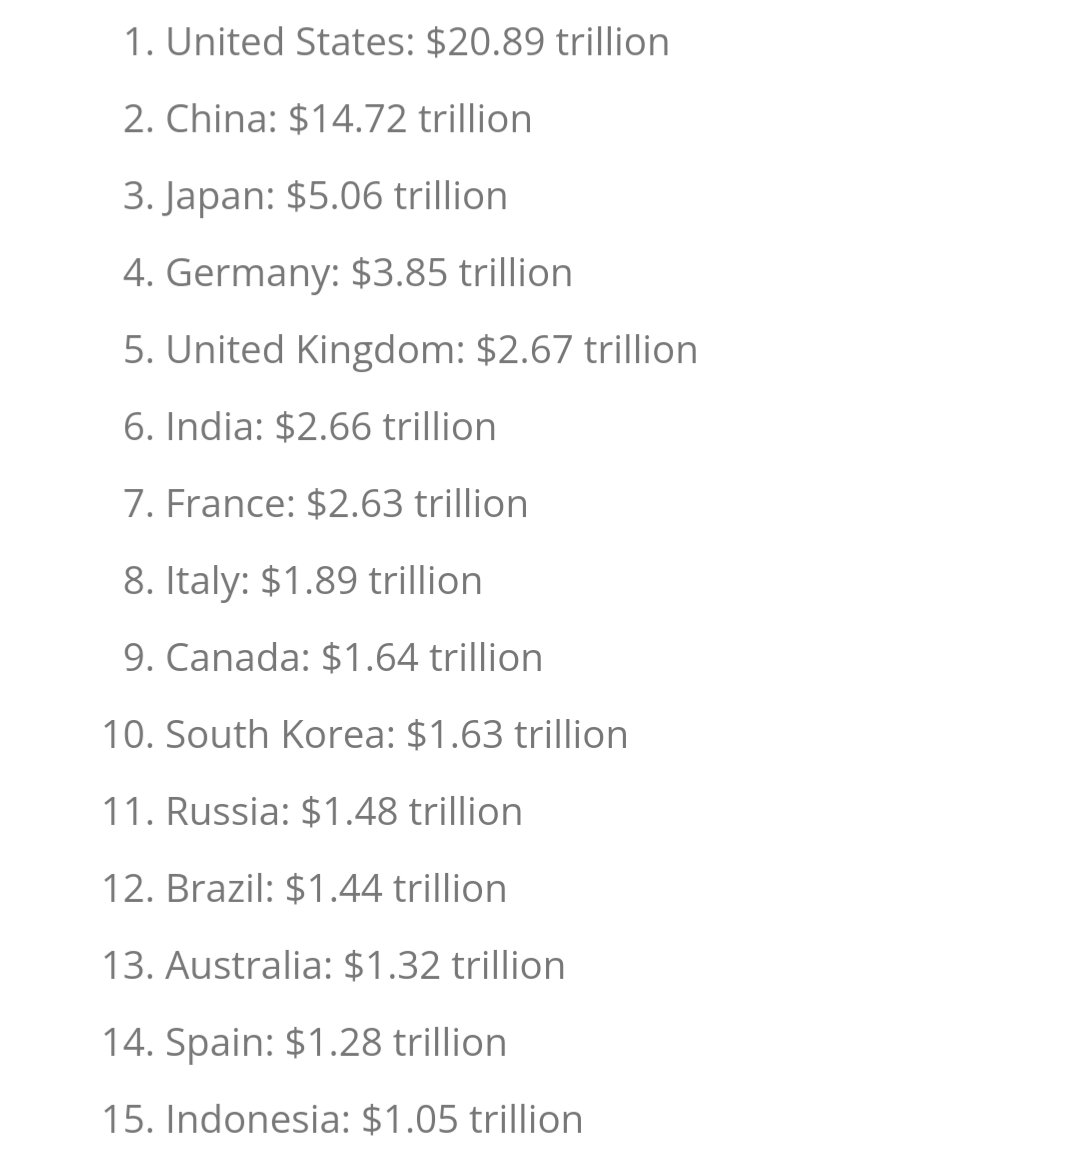 1. United States: $20.89 trillion
2. China: $14.72 trillion
3. Japan: $5.06 trillion
4. Germany: $3.85 trillion
5. United Kingdom: $2.67 trillion
6. India: $2.66 trillion
7. France: $2.63 trillion
8. Italy: $1.89 trillion
9. Canada: $1.64 trillion
10. South Korea: $1.63 trillion
11. Russia: $1.48 trillion
12. Brazil: $1.44 trillion
13. Australia: $1.32 trillion
14. Spain: $1.28 trillion
15. Indonesia: $1.05 trillion